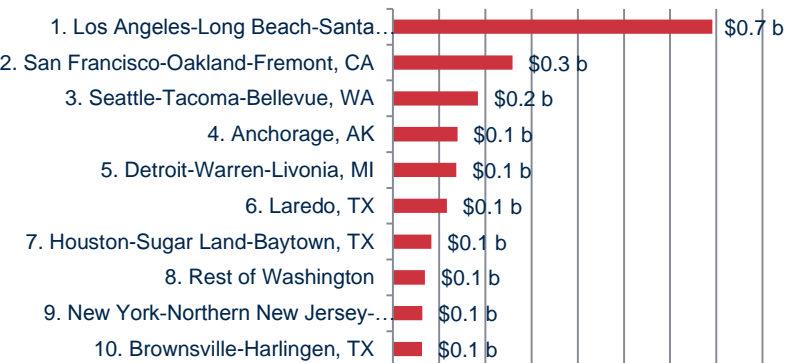 1. Los Angeles-Long Beach-Santa… $0.7 b
2. San Francisco-Oakland-Fremont, CA $0.3 b
3. Seattle-Tacoma-Bellevue, WA $0.2 b
4. Anchorage, AK $0.1 b
5. Detroit-Warren-Livonia, MI $0.1 b
6. Laredo, TX $0.1 b
7. Houston-Sugar Land-Baytown, TX $0.1 b
8. Rest of Washington $0.1 b
9. New York-Northern New Jersey-… $0.1 b
10. Brownsville-Harlingen, TX $0.1 b